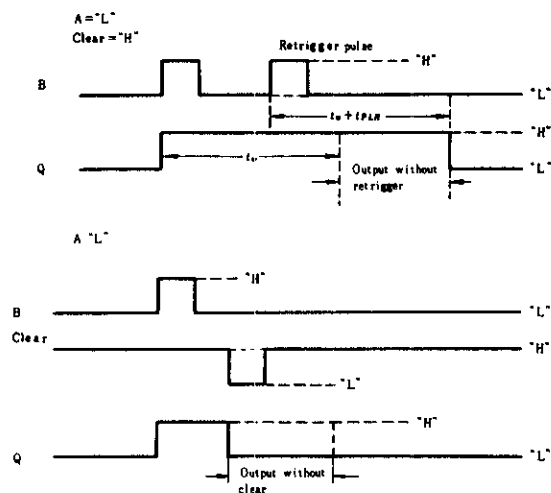 A="L"
Clear="H"
Retrigger pulse
"H"
B
"L"
tw + tPLH
"H"
tw
Q
Output without
retrigger
"L"
A "L"
"H"
B
"L"
Clear
"H"
"L"
"H"
Q
"L"
Output without
clear